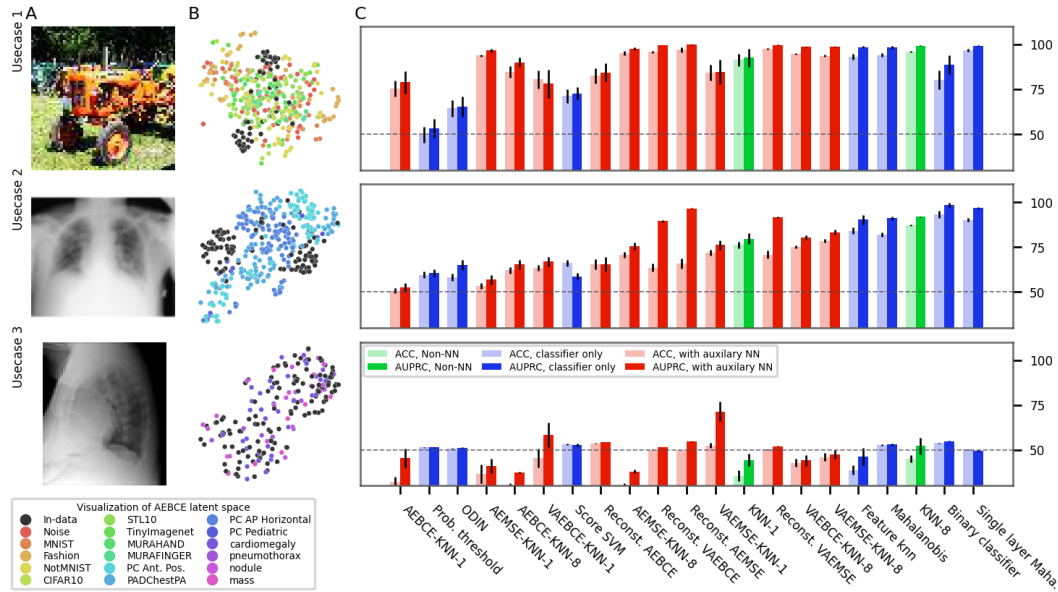 A
B
C
Usecase 1
100
50
Usecase 2
100
75
50
Usecase 3
ACC, Non-NN
ACC, classifier only
ACC, with auxilary NN
AUPRC, Non-NN
AUPRC, classifier only
AUPRC, with auxilary NN
100
75
50
AEBCE-KNN-1
Prob. threshold
ODIN
AEMSE-KNN-1
AEBCE-KNN-8
VAEBCE-KNN-1
Score SVM
Reconst. AEBCE
AEMSE-KNN-8
Reconst. VAEBCE
Reconst. AEMSE
VAEMSE-KNN-1
KNN-1
Reconst. VAEMSE
VAEBCE-KNN-8
VAEMSE-KNN-8
Feature knn
Mahalanobis
KNN-8
Binary classifier
Single layer Maha.
Visualization of AEBCE latent space
In-data
STL10
PC AP Horizontal
Noise
TinyImagenet
PC Pediatric
MNIST
MURAHAND
cardiomegaly
Fashion
MURAFINGER
pneumothorax
NotMNIST
PC Ant. Pos.
nodule
CIFAR10
PADChestPA
mass